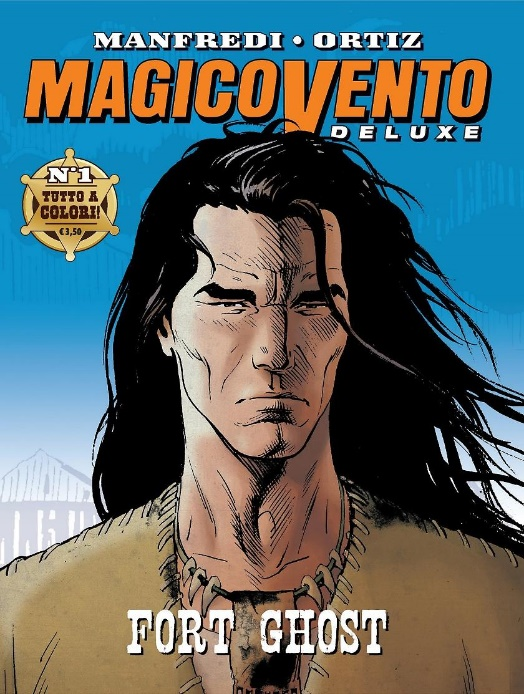 MANFREDI • ORTIZ
MAGICOVENTO
DELUXE
N°1
TUTTO A
COLORI!
€ 3,50
FORT GHOST